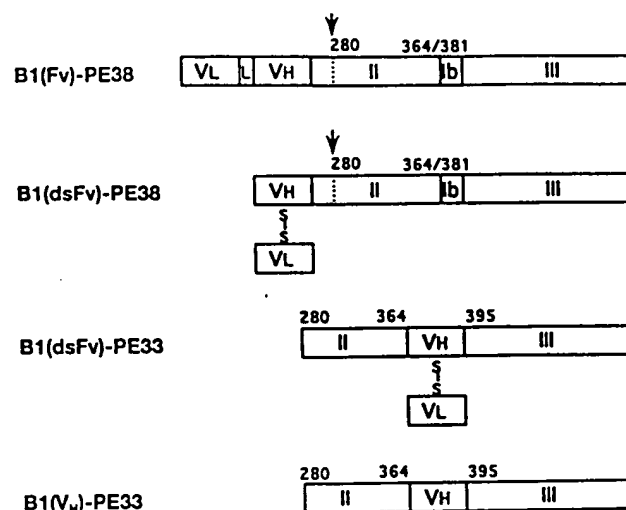 280 364/381
B1(Fv)-PE38 VL L VH II Ib III
280 364/381
B1(dsFv)-PE38 VH II Ib III
S
S
VL
280 364 395
B1(dsFv)-PE33 II VH III
S
S
VL
280 364 395
B1(VH)-PE33 II VH III